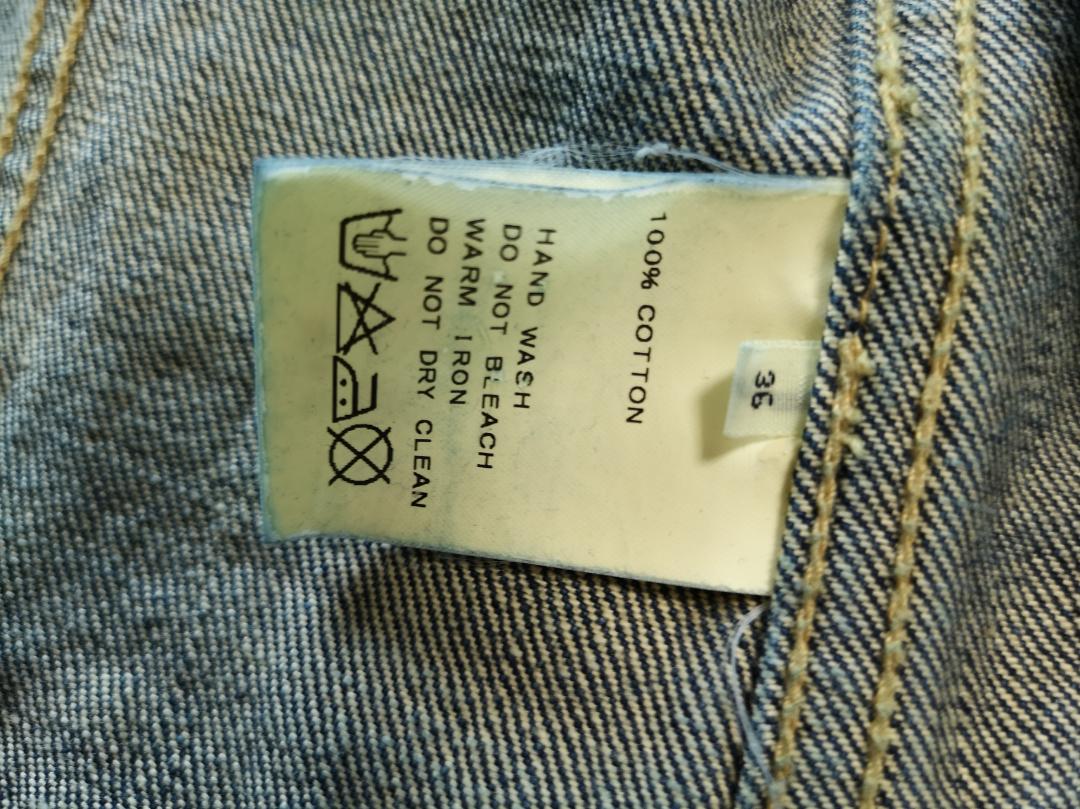 36
100% COTTON
HAND WASH
DO NOT BLEACH
WARM IRON
DO NOT DRY CLEAN